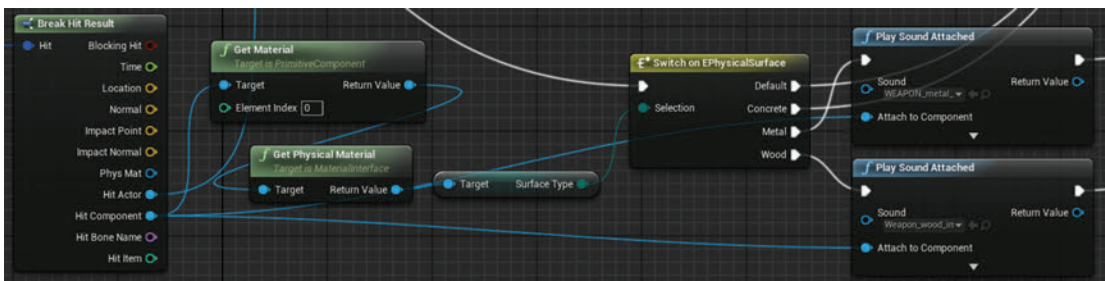 Break Hit Result
Hit
Blocking Hit
Time
Location
Normal
Impact Point
Impact Normal
Phys Mat
Hit Actor
Hit Component
Hit Bone Name
Hit Item
Get Material
Target is PrimitiveComponent
Target
Return Value
Element Index 0
Get Physical Material
Target is MaterialInterface
Target
Return Value
Target
Surface Type
Switch on EPhysicalSurface
Default
Selection
Concrete
Metal
Wood
Play Sound Attached
Sound
Return Value
WEAPON_metal_
Attach to Component
Play Sound Attached
Sound
Return Value
Weapon_wood_in
Attach to Component